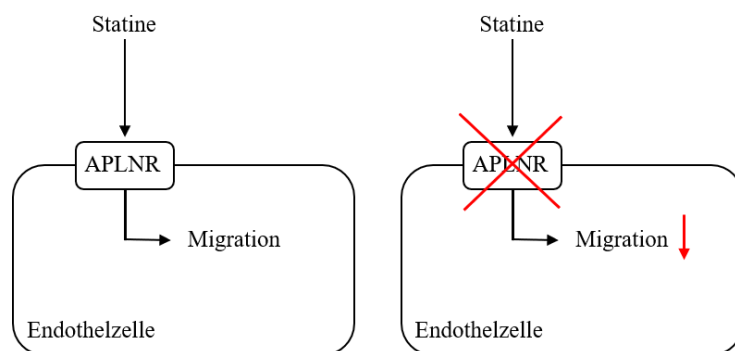 Statine
APLNR
Migration
Endothelzelle
Statine
APLNR
Migration
Endothelzelle